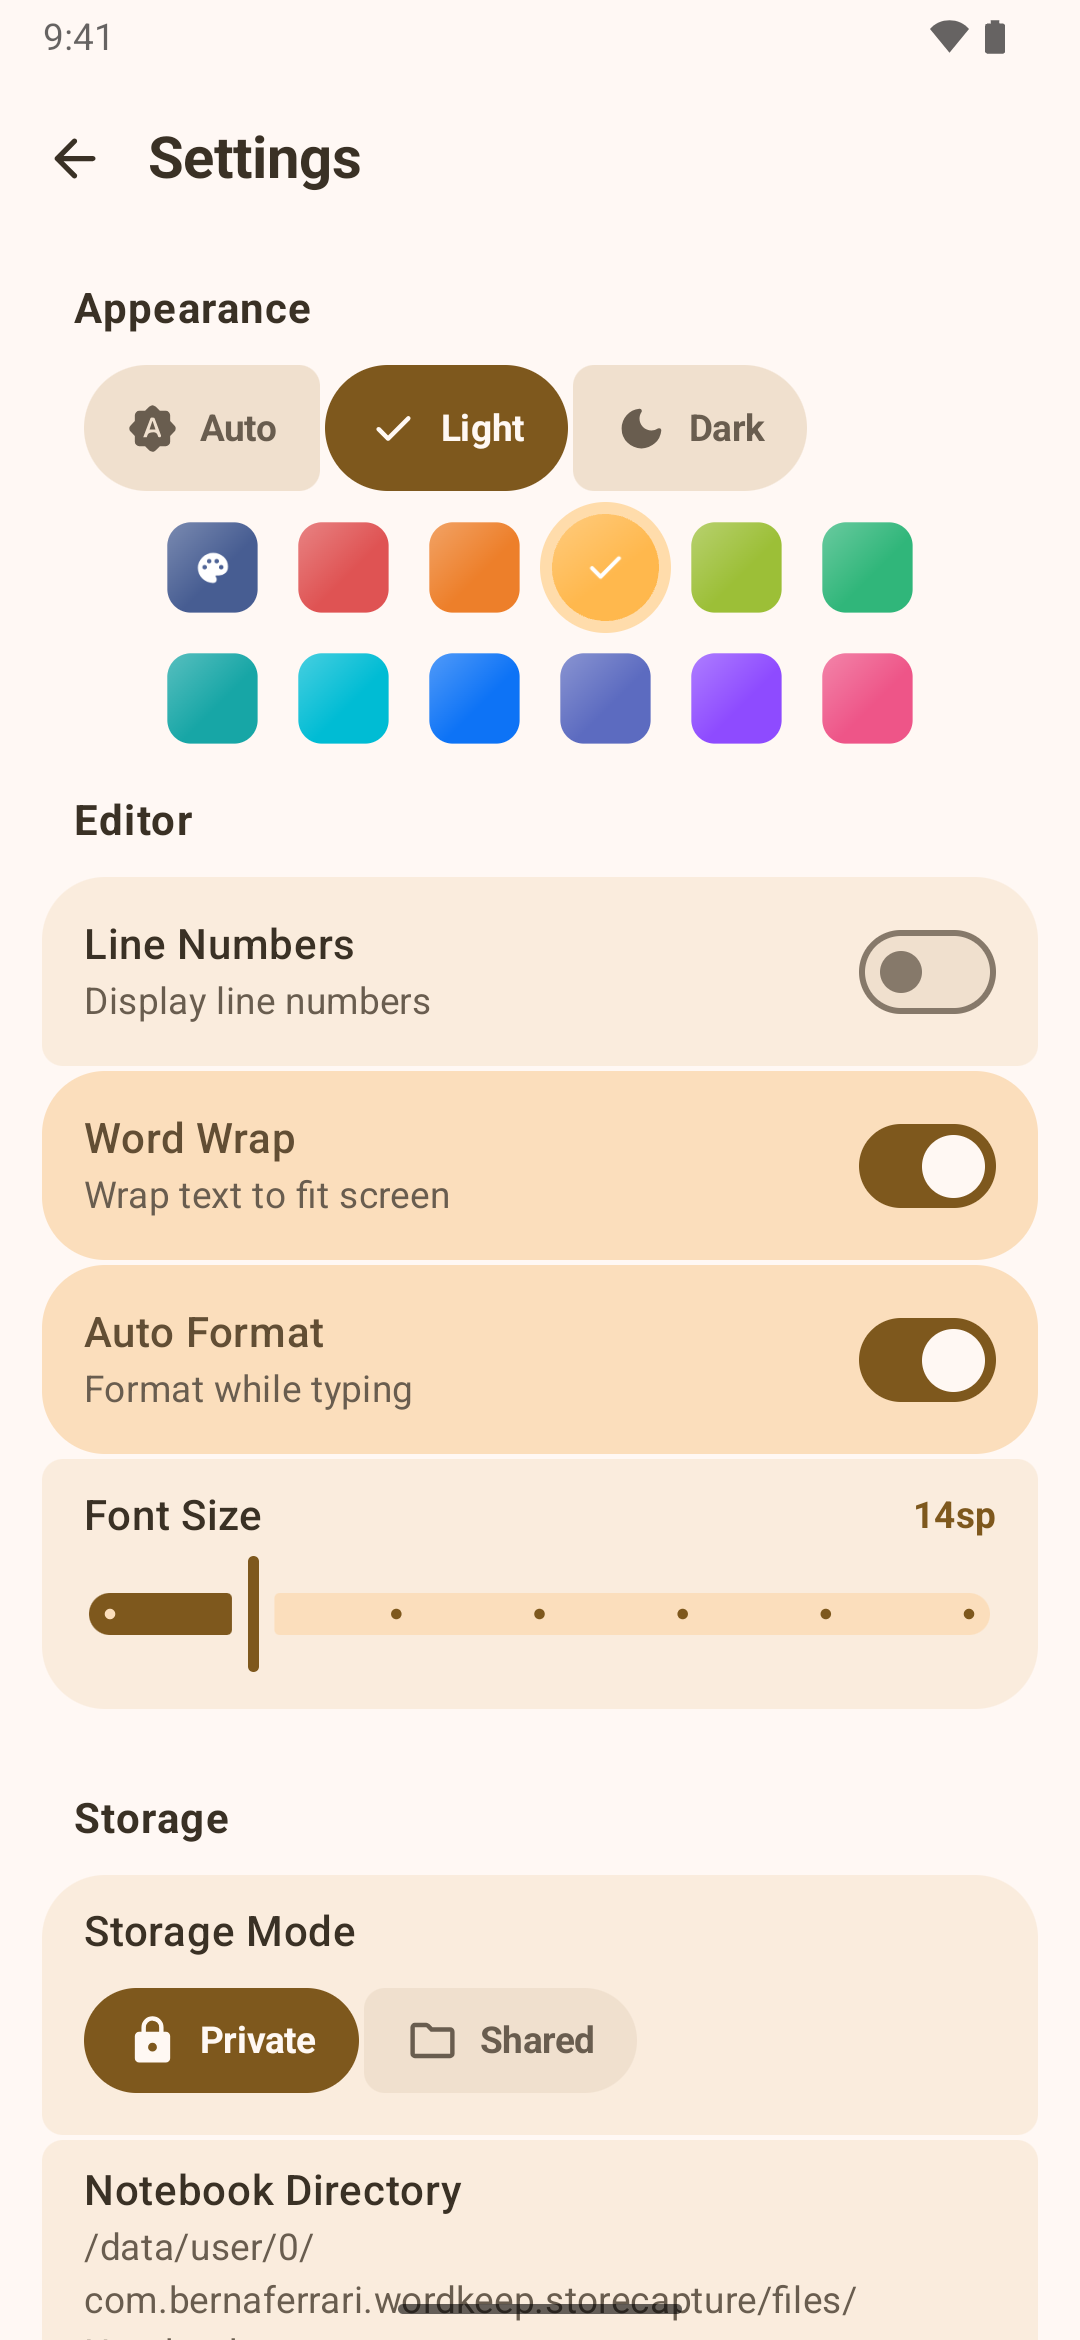 9:41
Settings
Appearance
Auto
Light
Dark
Editor
Line Numbers
Display line numbers
Word Wrap
Wrap text to fit screen
Auto Format
Format while typing
Font Size
14sp
Storage
Storage Mode
Private
Shared
Notebook Directory
/data/user/0/
com.bernaferrari.wordkeep.storecapture/files/